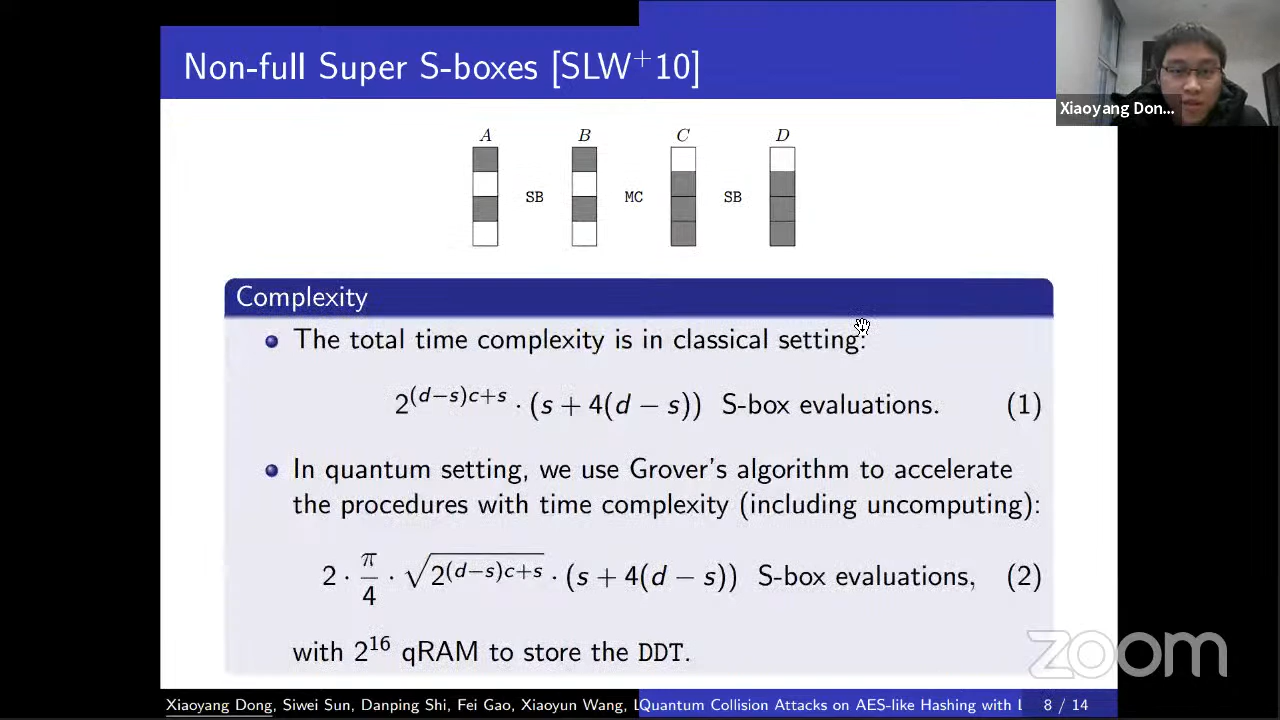 Non-full Super S-boxes [SLW⁺10]
Xiaoyang Don...
A B C D
SB MC SB
Complexity
The total time complexity is in classical setting:
2^{(d−s)c+s} · (s + 4(d − s)) S-box evaluations. (1)
In quantum setting, we use Grover's algorithm to accelerate
the procedures with time complexity (including uncomputing):
2 · π/4 · √2^{(d−s)c+s} · (s + 4(d − s)) S-box evaluations, (2)
with 2^{16} qRAM to store the DDT.
zoom
Xiaoyang Dong, Siwei Sun, Danping Shi, Fei Gao, Xiaoyun Wang, L Quantum Collision Attacks on AES-like Hashing with L 8 / 14